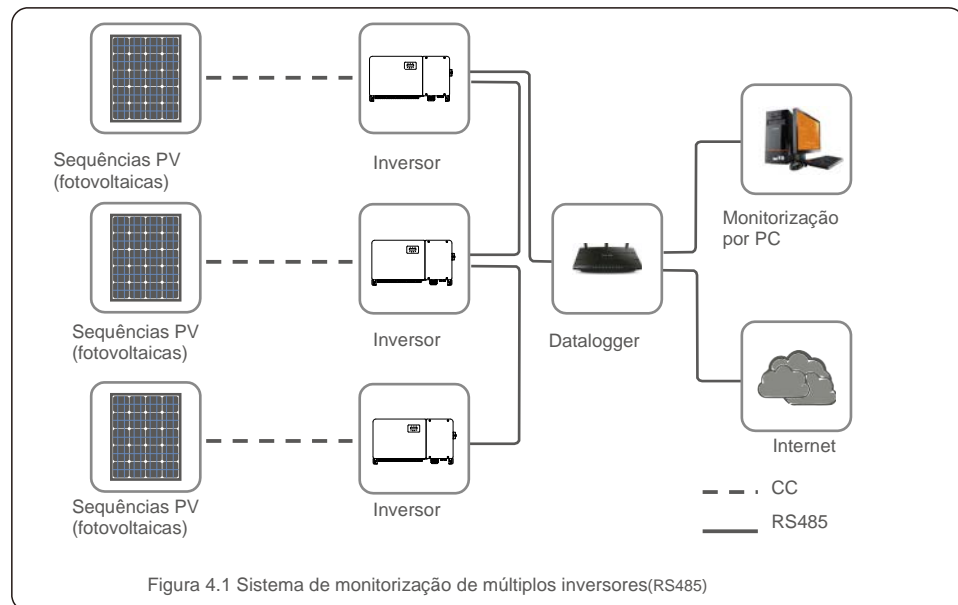 Sequências PV
(fotovoltaicas)
Inversor
Sequências PV
(fotovoltaicas)
Inversor
Datalogger
Monitorização
por PC
Sequências PV
(fotovoltaicas)
Inversor
Internet
CC
RS485
Figura 4.1 Sistema de monitorização de múltiplos inversores(RS485)